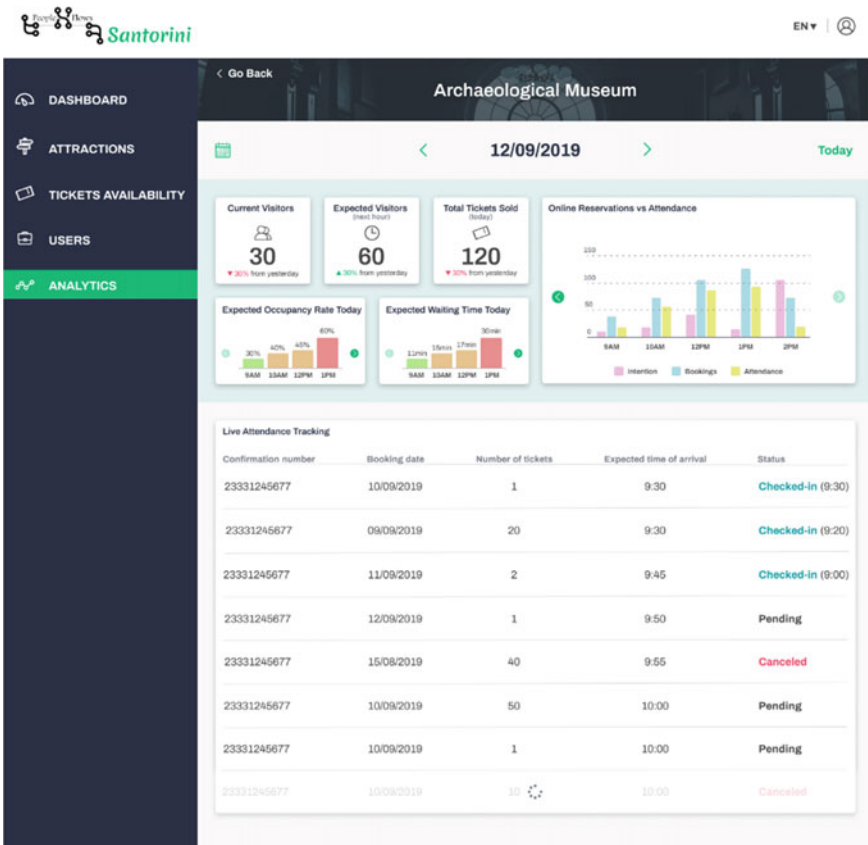 People Flows
Santorini
EN ▾
DASHBOARD
ATTRACTIONS
TICKETS AVAILABILITY
USERS
ANALYTICS
< Go Back
Archaeological Museum
< 12/09/2019 >
Today
Current Visitors
30
▼ 30% from yesterday
Expected Visitors
(next hour)
60
▲ 30% from yesterday
Total Tickets Sold
(today)
120
▼ 30% from yesterday
Online Reservations vs Attendance
150
100
50
0
9AM 10AM 12PM 1PM 2PM
Intention Bookings Attendance
Expected Occupancy Rate Today
30% 40% 45% 60%
9AM 10AM 12PM 1PM
Expected Waiting Time Today
11min 15min 17min 30min
9AM 10AM 12PM 1PM
Live Attendance Tracking
Confirmation number Booking date Number of tickets Expected time of arrival Status
23331245677 10/09/2019 1 9:30 Checked-in (9:30)
23331245677 09/09/2019 20 9:30 Checked-in (9:20)
23331245677 11/09/2019 2 9:45 Checked-in (9:00)
23331245677 12/09/2019 1 9:50 Pending
23331245677 15/08/2019 40 9:55 Canceled
23331245677 10/09/2019 50 10:00 Pending
23331245677 10/09/2019 1 10:00 Pending
23331245677 10/09/2019 10 10:00 Canceled